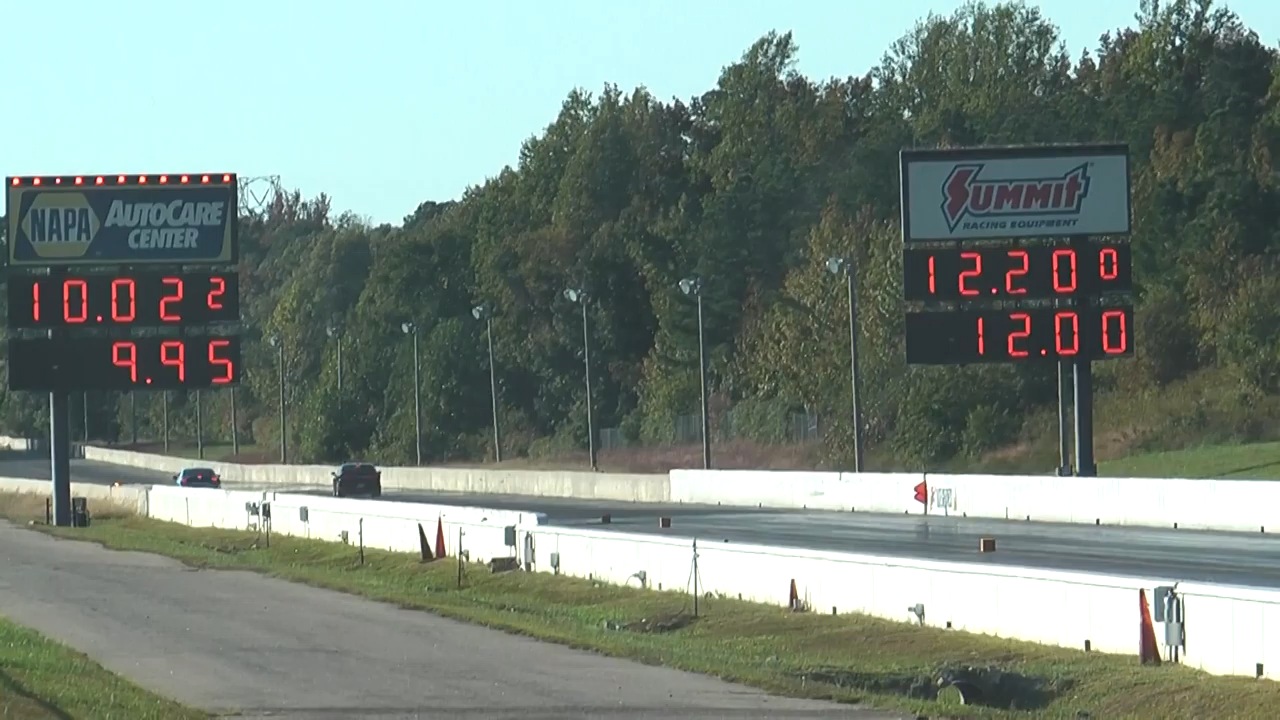 NAPA AUTOCARE CENTER
10.022
9.95
SUMMIT
RACING EQUIPMENT
12.200
12.00